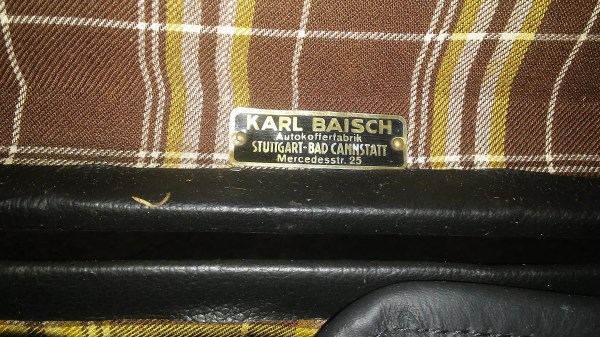 KARL BAISCH
Autokofferfabrik
STUTTGART-BAD CANNSTATT
Mercedesstr. 25